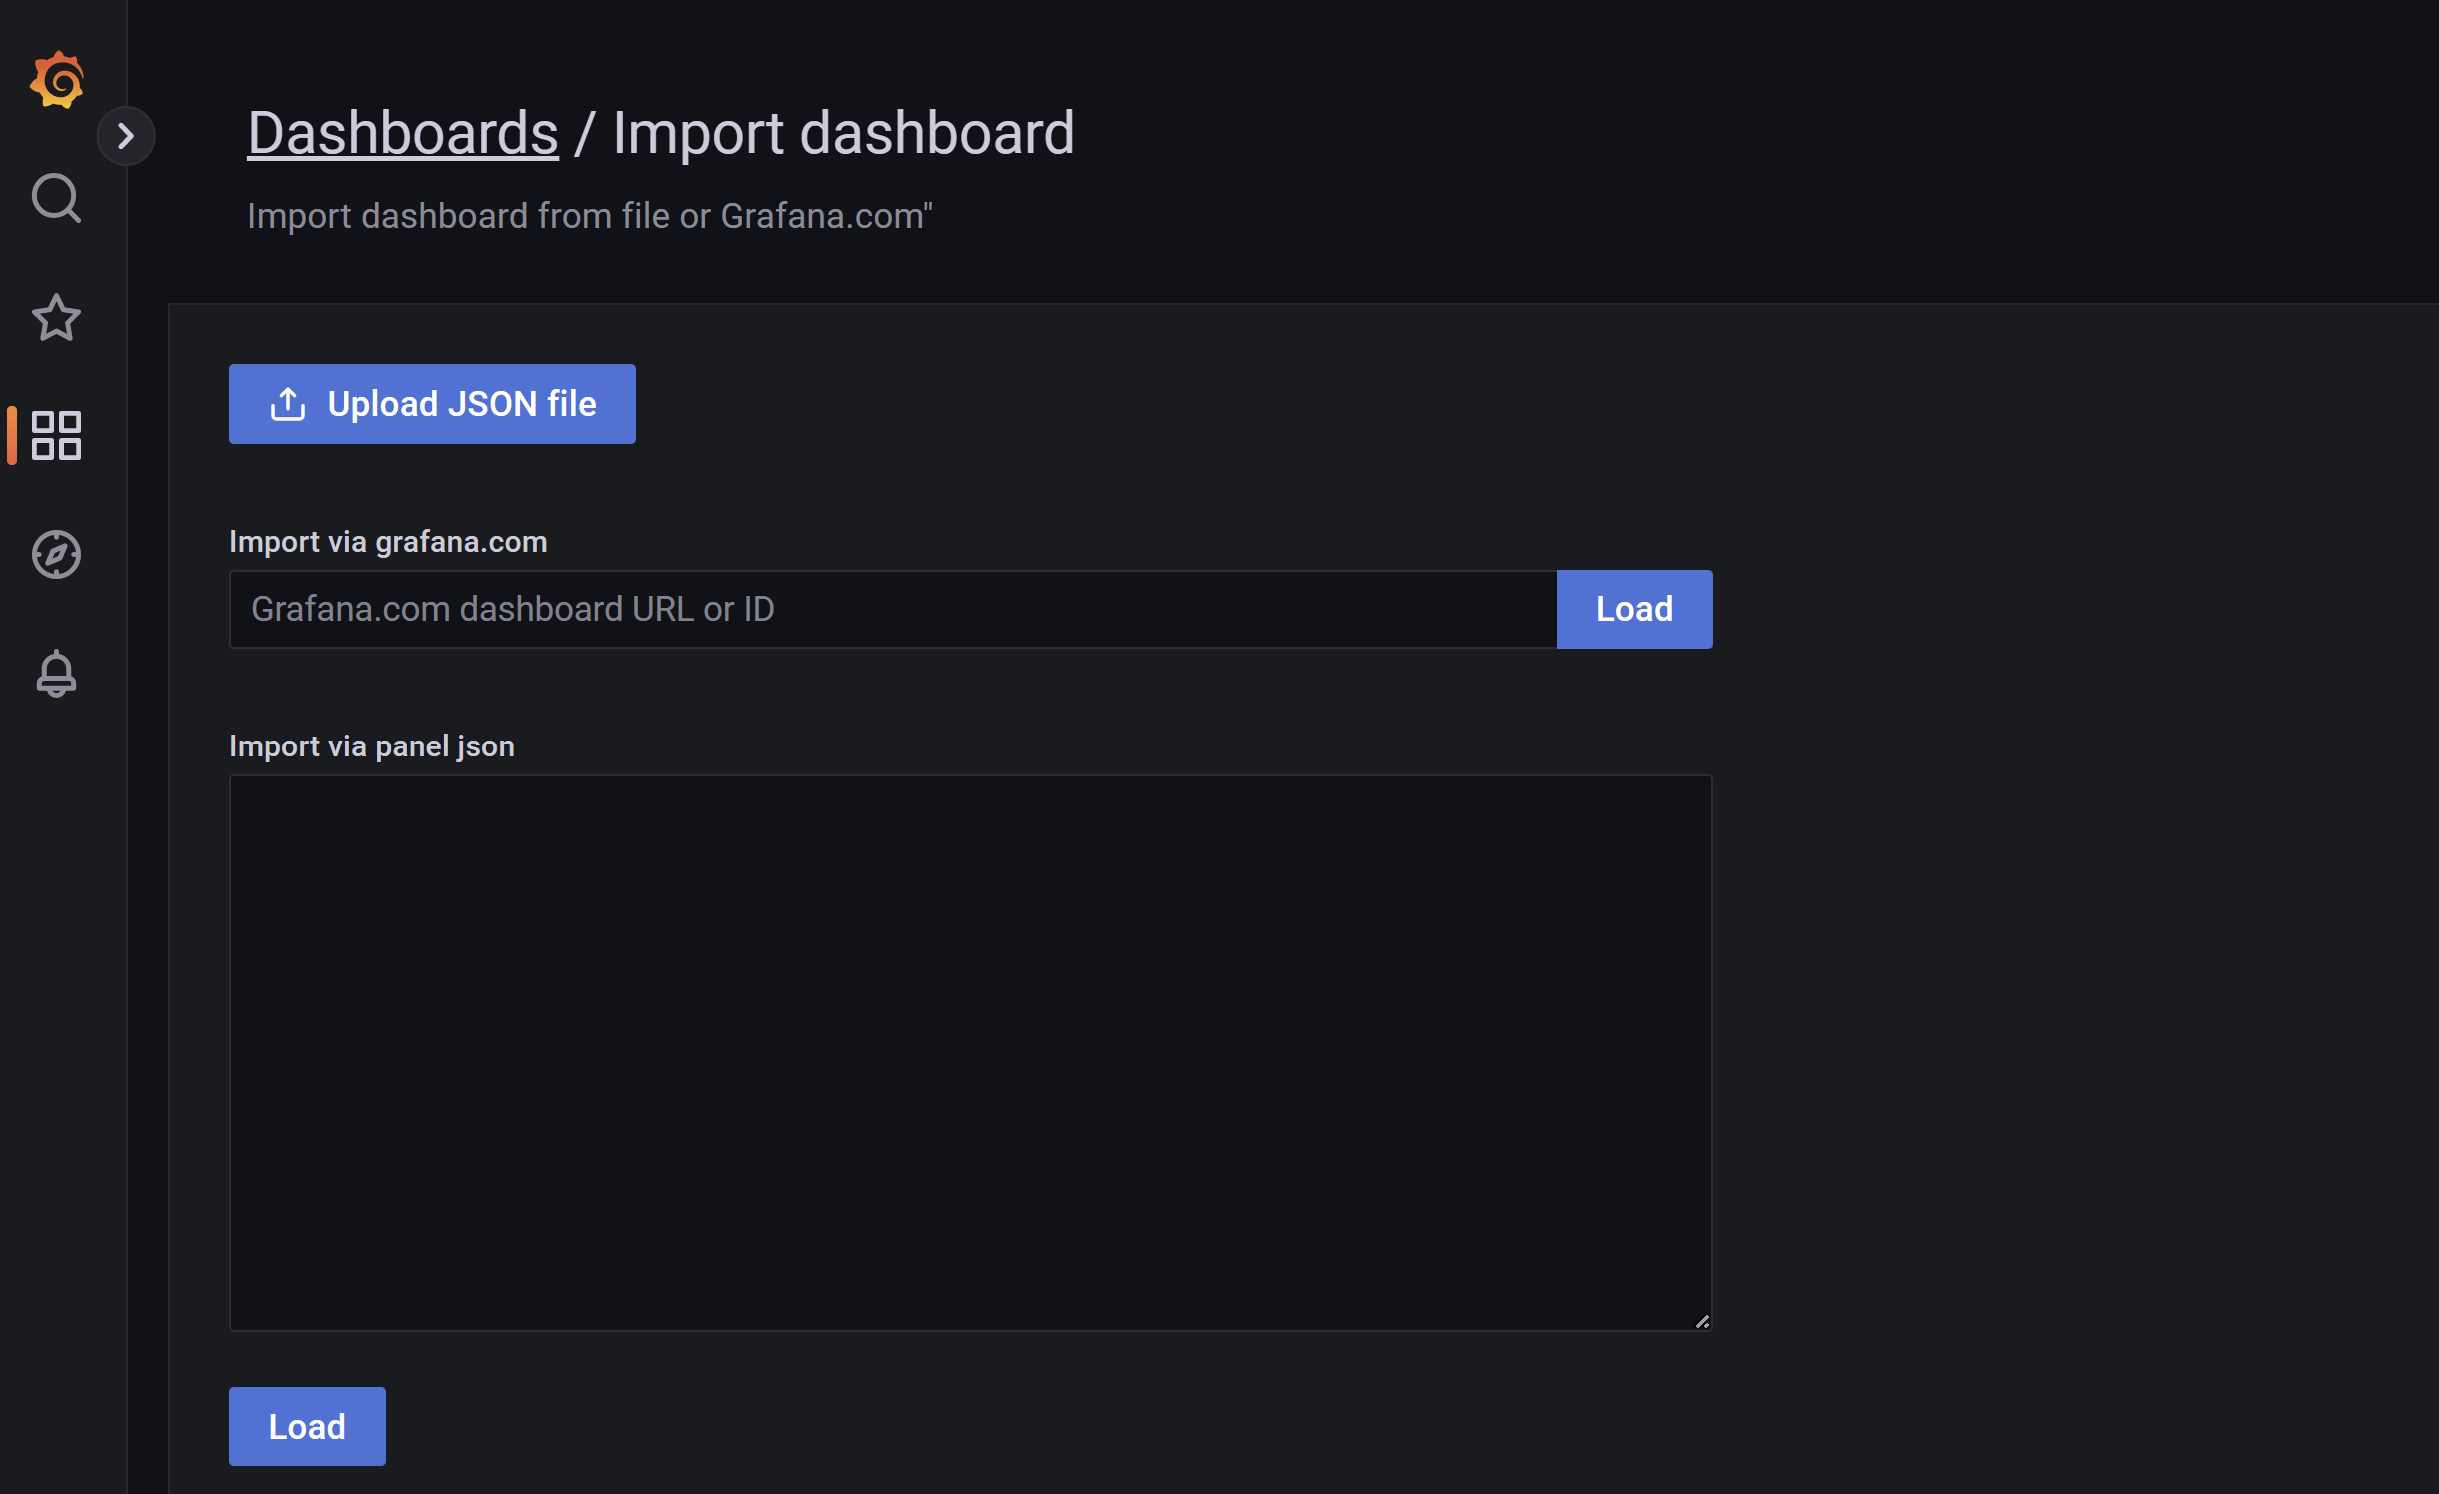 Dashboards / Import dashboard
Import dashboard from file or Grafana.com"
Upload JSON file
Import via grafana.com
Grafana.com dashboard URL or ID
Load
Import via panel json
Load